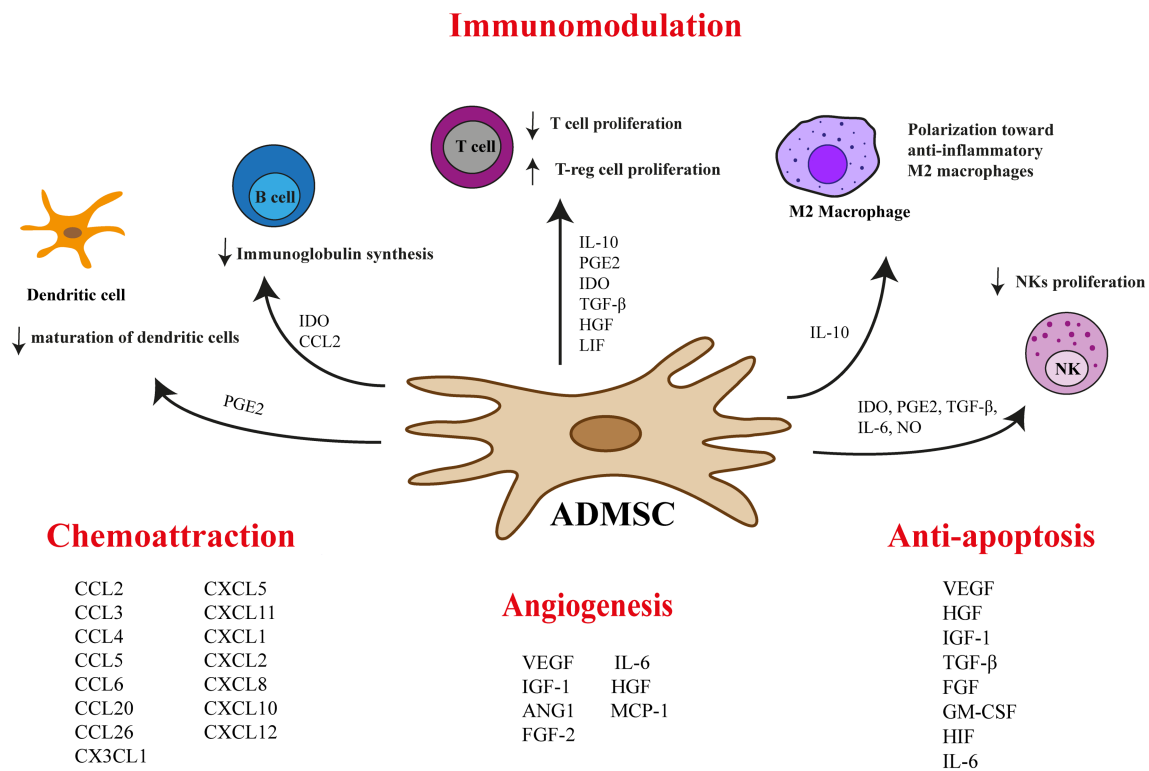 Immunomodulation
T cell
T cell proliferation
T-reg cell proliferation
Polarization toward
anti-inflammatory
M2 macrophages
M2 Macrophage
B cell
Immunoglobulin synthesis
Dendritic cell
maturation of dendritic cells
NKs proliferation
NK
IDO
CCL2
PGE2
IL-10
PGE2
IDO
TGF-β
HGF
LIF
IL-10
IDO, PGE2, TGF-β,
IL-6, NO
ADMSC
Chemoattraction
CCL2
CCL3
CCL4
CCL5
CCL6
CCL20
CCL26
CX3CL1
CXCL5
CXCL11
CXCL1
CXCL2
CXCL8
CXCL10
CXCL12
Angiogenesis
VEGF
IGF-1
ANG1
FGF-2
IL-6
HGF
MCP-1
Anti-apoptosis
VEGF
HGF
IGF-1
TGF-β
FGF
GM-CSF
HIF
IL-6